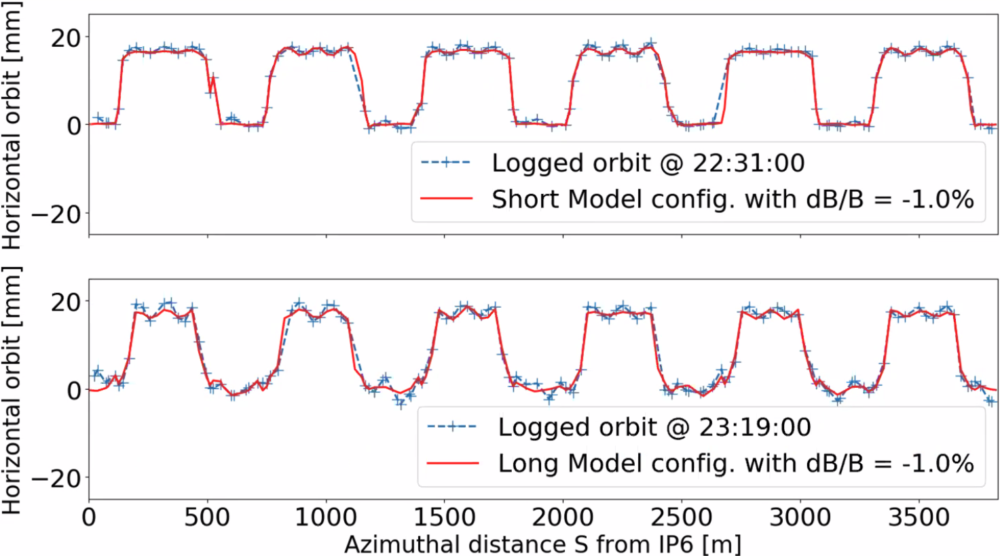 Horizontal orbit [mm]
20
0
−20
Logged orbit @ 22:31:00
Short Model config. with dB/B = -1.0%
Horizontal orbit [mm]
20
0
−20
Logged orbit @ 23:19:00
Long Model config. with dB/B = -1.0%
0 500 1000 1500 2000 2500 3000 3500
Azimuthal distance S from IP6 [m]